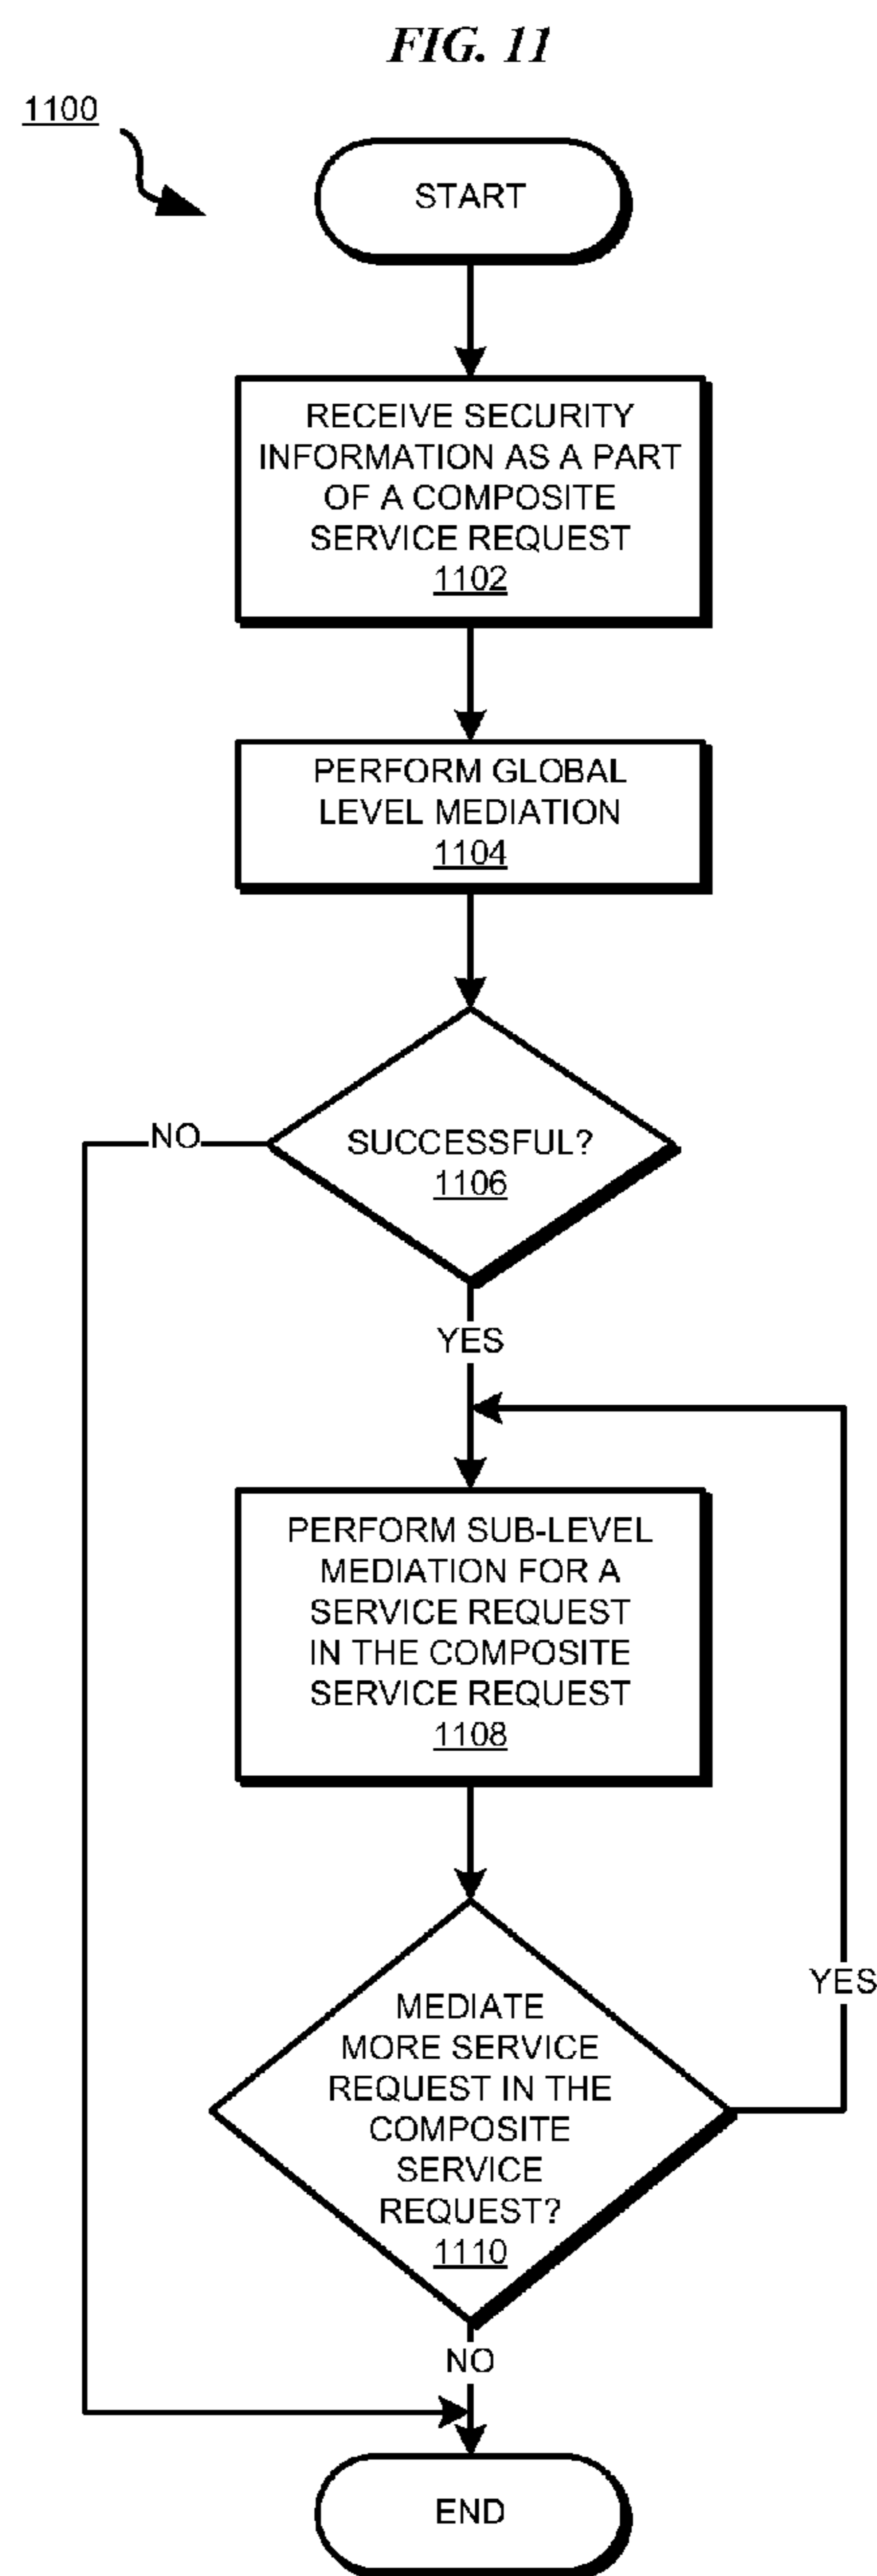 FIG. 11
1100
START
RECEIVE SECURITY
INFORMATION AS A PART
OF A COMPOSITE
SERVICE REQUEST
1102
PERFORM GLOBAL
LEVEL MEDIATION
1104
NO
SUCCESSFUL?
1106
YES
PERFORM SUB-LEVEL
MEDIATION FOR A
SERVICE REQUEST
IN THE COMPOSITE
SERVICE REQUEST
1108
YES
MEDIATE
MORE SERVICE
REQUEST IN THE
COMPOSITE
SERVICE
REQUEST?
1110
NO
END